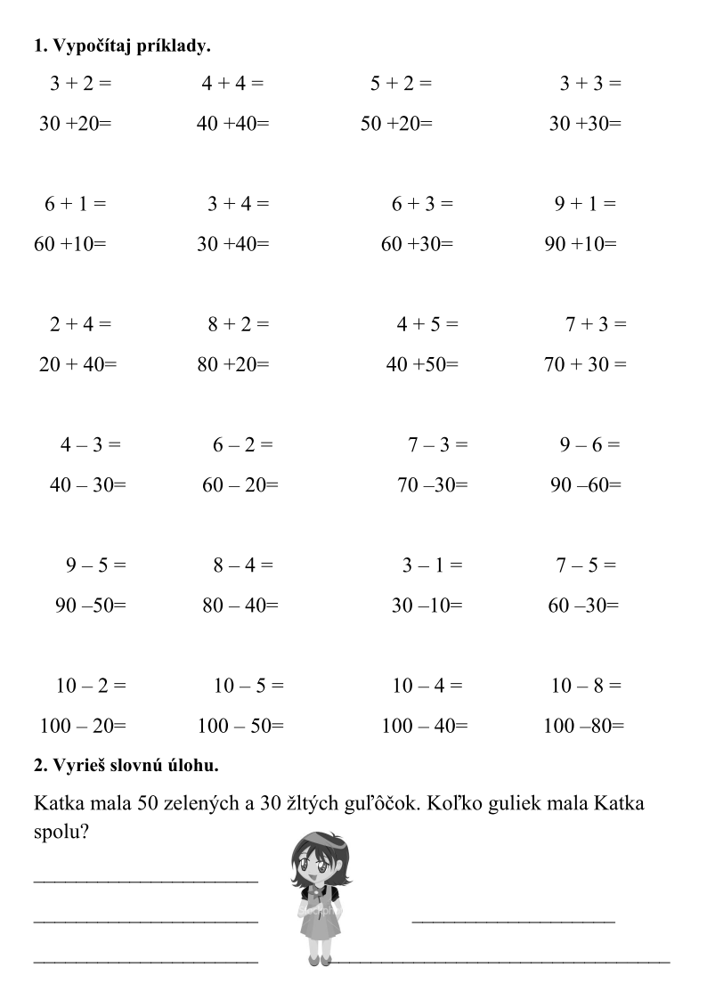 1. Vypočítaj príklady.
3 + 2 = 4 + 4 = 5 + 2 = 3 + 3 =
30 +20= 40 +40= 50 +20= 30 +30=
6 + 1 = 3 + 4 = 6 + 3 = 9 + 1 =
60 +10= 30 +40= 60 +30= 90 +10=
2 + 4 = 8 + 2 = 4 + 5 = 7 + 3 =
20 + 40= 80 +20= 40 +50= 70 + 30 =
4 – 3 = 6 – 2 = 7 – 3 = 9 – 6 =
40 – 30= 60 – 20= 70 –30= 90 –60=
9 – 5 = 8 – 4 = 3 – 1 = 7 – 5 =
90 –50= 80 – 40= 30 –10= 60 –30=
10 – 2 = 10 – 5 = 10 – 4 = 10 – 8 =
100 – 20= 100 – 50= 100 – 40= 100 –80=
2. Vyrieš slovnú úlohu.
Katka mala 50 zelených a 30 žltých guľôčok. Koľko guliek mala Katka
spolu?